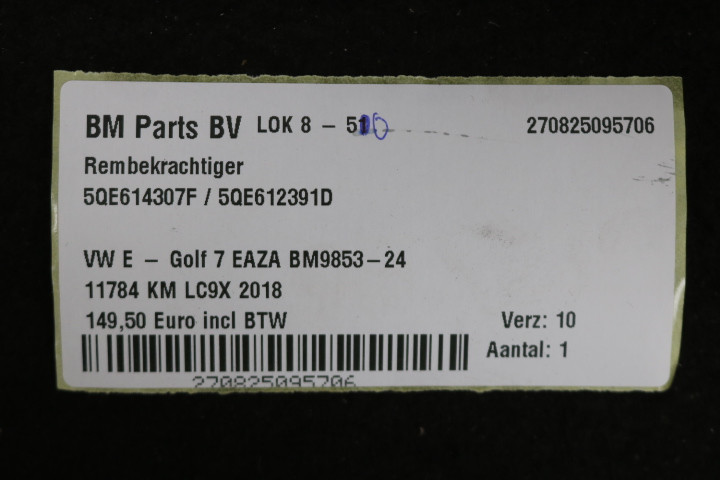 BM Parts BV LOK 8 - 510 270825095706
Rembekrachtiger
5QE614307F / 5QE612391D
VW E - Golf 7 EAZA BM9853-24
11784 KM LC9X 2018
149,50 Euro incl BTW Verz: 10
Aantal: 1
270825095706